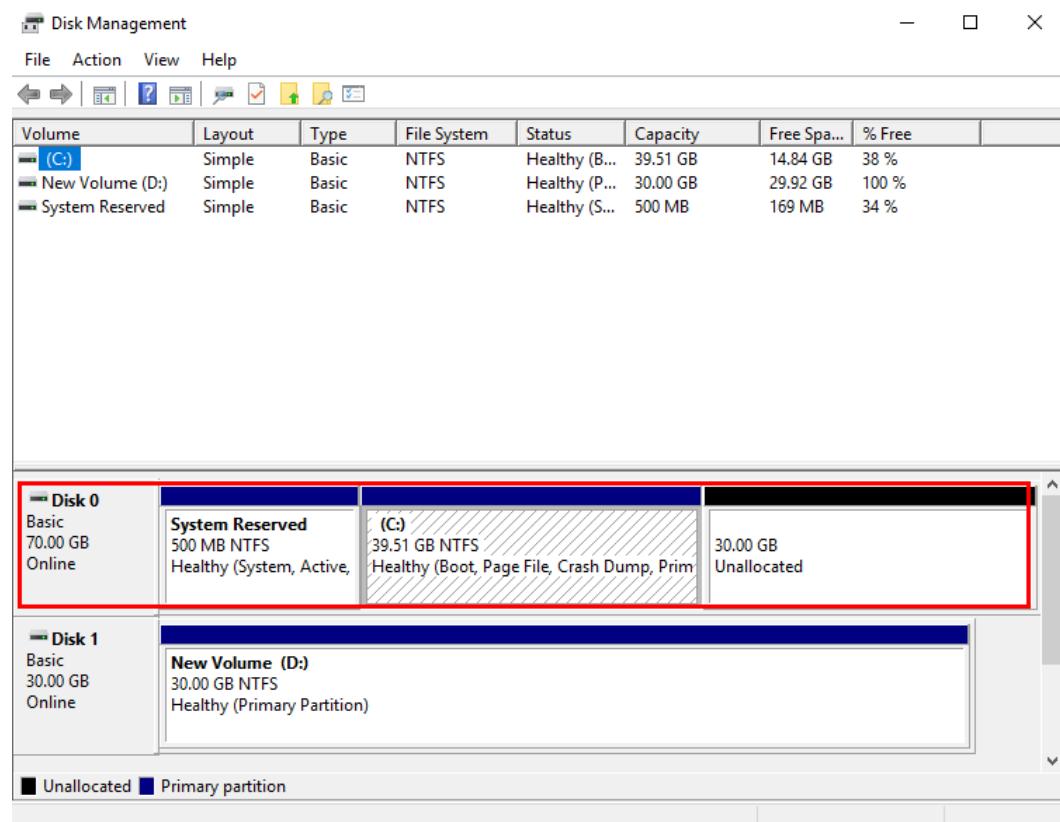 Disk Management
File Action View Help
Volume Layout Type File System Status Capacity Free Spa... % Free
(C:) Simple Basic NTFS Healthy (B... 39.51 GB 14.84 GB 38 %
New Volume (D:) Simple Basic NTFS Healthy (P... 30.00 GB 29.92 GB 100 %
System Reserved Simple Basic NTFS Healthy (S... 500 MB 169 MB 34 %
Disk 0
Basic
70.00 GB
Online
System Reserved
500 MB NTFS
Healthy (System, Active,
(C:)
39.51 GB NTFS
Healthy (Boot, Page File, Crash Dump, Prim
30.00 GB
Unallocated
Disk 1
Basic
30.00 GB
Online
New Volume (D:)
30.00 GB NTFS
Healthy (Primary Partition)
Unallocated Primary partition